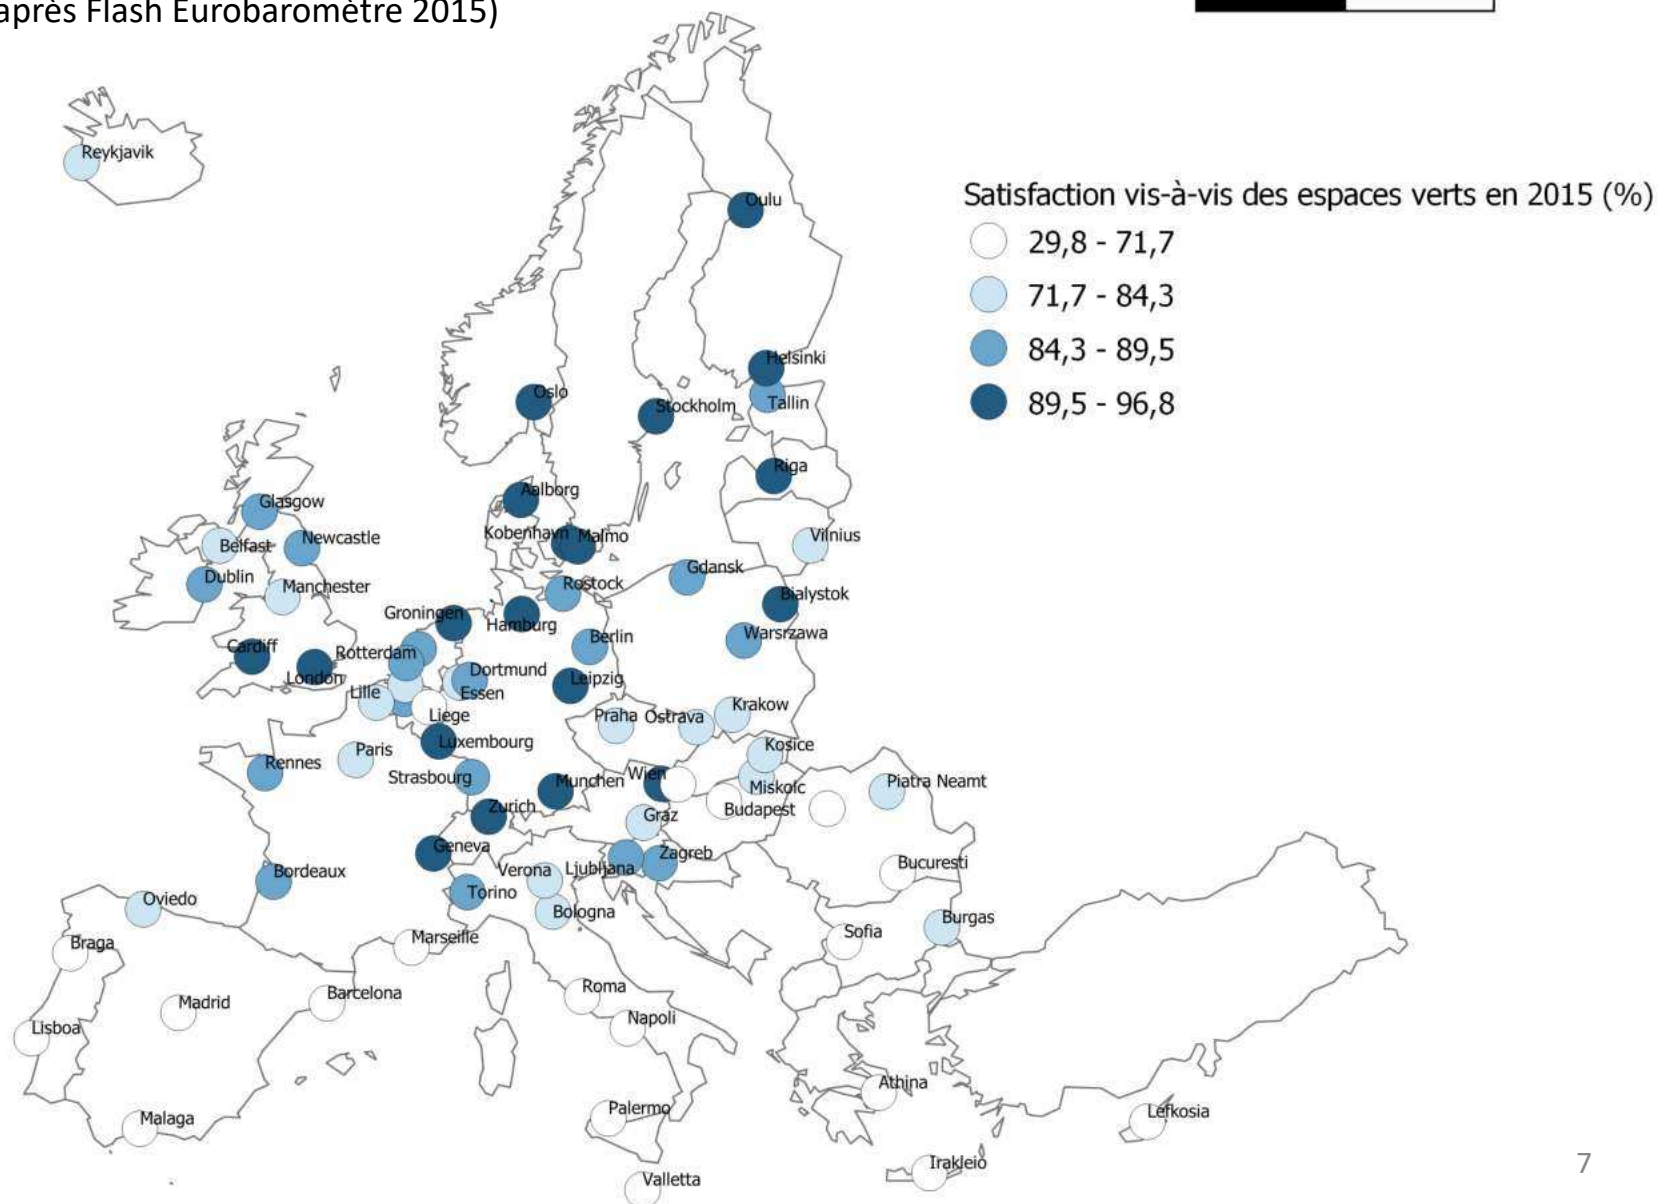 après Flash Eurobaromètre 2015)
Reykjavik
Satisfaction vis-à-vis des espaces verts en 2015 (%)
29,8 - 71,7
71,7 - 84,3
84,3 - 89,5
89,5 - 96,8
Oulu
Helsinki
Tallin
Oslo
Stockholm
Riga
Aalborg
Glasgow
Kobenhavn
Malmo
Newcastle
Belfast
Vilnius
Gdansk
Dublin
Manchester
Rostock
Bialystok
Groningen
Hamburg
Berlin
Warsrzawa
Cardiff
Rotterdam
London
Dortmund
Leipzig
Lille
Essen
Liege
Praha
Ostrava
Krakow
Luxembourg
Kosice
Paris
Rennes
Strasbourg
Munchen
Wien
Miskolc
Piatra Neamt
Zurich
Graz
Budapest
Geneva
Zagreb
Verona
Ljubljana
Bucuresti
Bordeaux
Torino
Oviedo
Bologna
Burgas
Braga
Marseille
Sofia
Madrid
Barcelona
Roma
Lisboa
Napoli
Athina
Malaga
Palermo
Lefkosia
Irakleio
Valletta
7